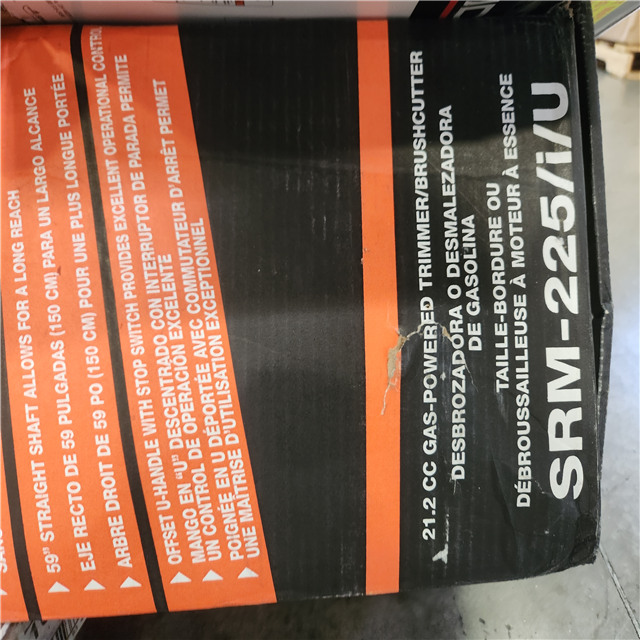 59" STRAIGHT SHAFT ALLOWS FOR A LONG REACH
EJE RECTO DE 59 PULGADAS (150 CM) PARA UN LARGO ALCANCE
ARBRE DROIT DE 59 PO (150 CM) POUR UNE PLUS LONGUE PORTÉE
OFFSET U-HANDLE WITH STOP SWITCH PROVIDES EXCELLENT OPERATIONAL CONTROL
MANGO EN "U" DESCENTRADO CON INTERRUPTOR DE PARADA PERMITE
UN CONTROL DE OPERACIÓN EXCELENTE
POIGNÉE EN U DÉPORTÉE AVEC COMMUTATEUR D'ARRÊT PERMET
UNE MAÎTRISE D'UTILISATION EXCEPTIONNEL
21.2 CC GAS-POWERED TRIMMER/BRUSHCUTTER
DESBROZADORA O DESMALEZADORA
DE GASOLINA
TAILLE-BORDURE OU
DÉBROUSSAILLEUSE À MOTEUR À ESSENCE
SRM-225/i/U